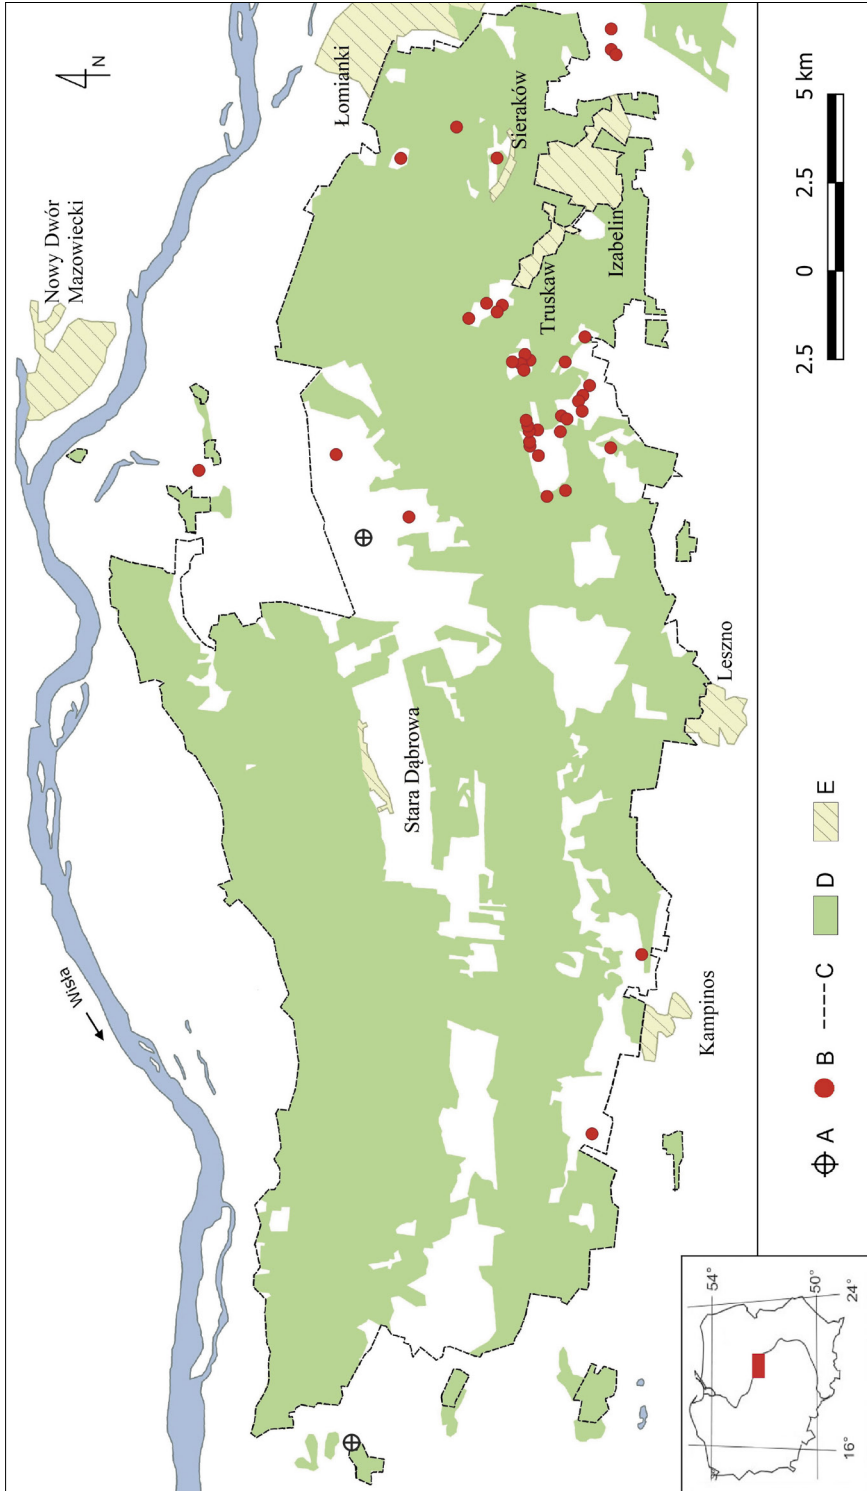 N
Nowy Dwór
Mazowiecki
Łomianki
Wisła
Sieraków
Truskaw
Izabelin
Stara Dąbrowa
Leszno
Kampinos
A
B
C
D
E
2.5
0
2.5
5 km
54°
50°
16°
24°